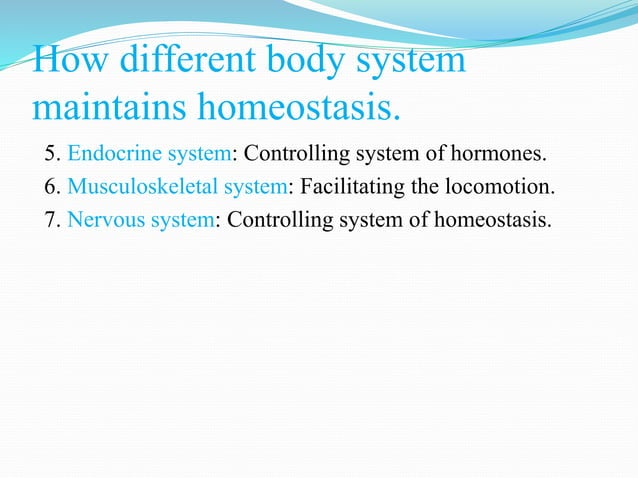 How different body system
maintains homeostasis.
5. Endocrine system: Controlling system of hormones.
6. Musculoskeletal system: Facilitating the locomotion.
7. Nervous system: Controlling system of homeostasis.